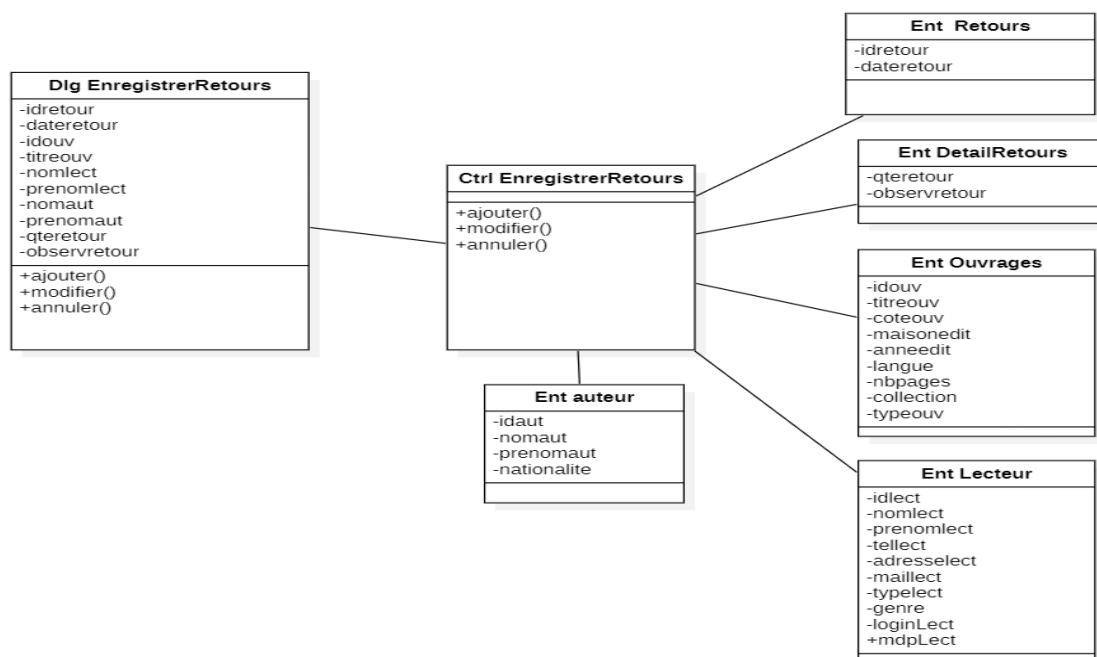 Dlg EnregistrerRetours
-idretour
-dateretour
-idouv
-titreouv
-nomlect
-prenomlect
-nomaut
-prenomaut
-qteretour
-observretour
+ajouter()
+modifier()
+annuler()
Ctrl EnregistrerRetours
+ajouter()
+modifier()
+annuler()
Ent auteur
-idaut
-nomaut
-prenomaut
-nationalite
Ent Retours
-idretour
-dateretour
Ent DetailRetours
-qteretour
-observretour
Ent Ouvrages
-idouv
-titreouv
-coteouv
-maisonedit
-anneedit
-langue
-nbpages
-collection
-typeouv
Ent Lecteur
-idlect
-nomlect
-prenomlect
-tellect
-adresselect
-maillect
-typelect
-genre
-loginLect
+mdpLect